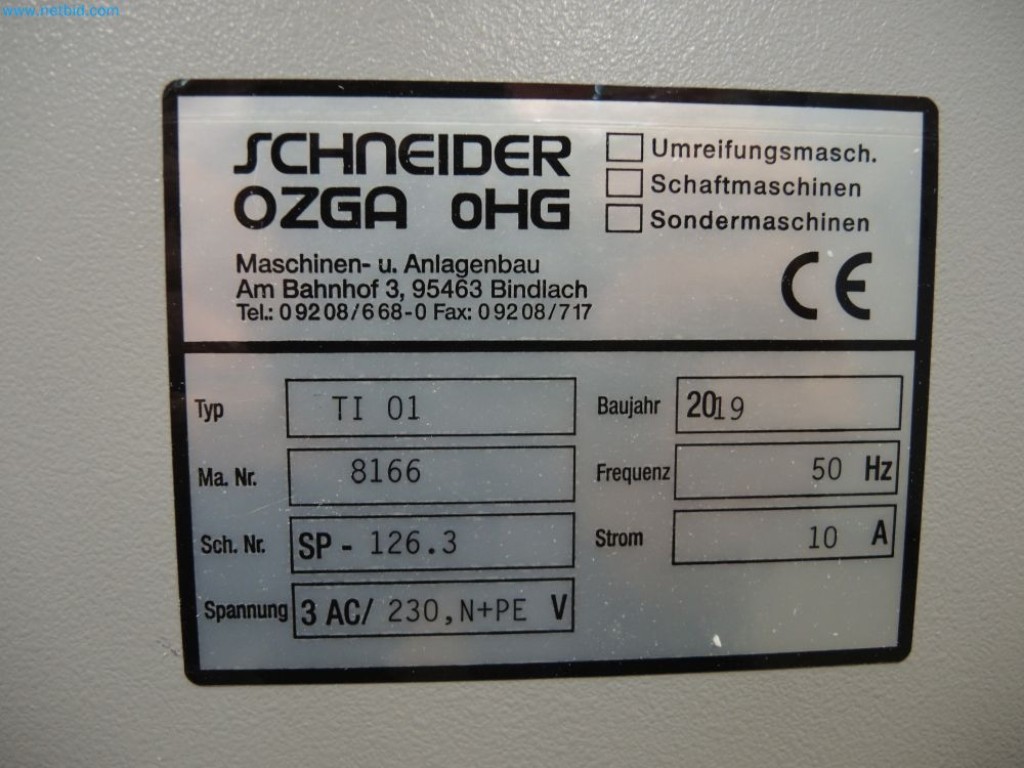 www.netbid.com
SCHNEIDER
OZGA OHG
Umreifungsmasch.
Schaftmaschinen
Sondermaschinen
Maschinen- u. Anlagenbau
Am Bahnhof 3, 95463 Bindlach
Tel.: 09208/668-0 Fax: 09208/717
CE
Typ TI 01 Baujahr 2019
Ma. Nr. 8166 Frequenz 50 Hz
Sch. Nr. SP - 126.3 Strom 10 A
Spannung 3 AC/ 230,N+PE V